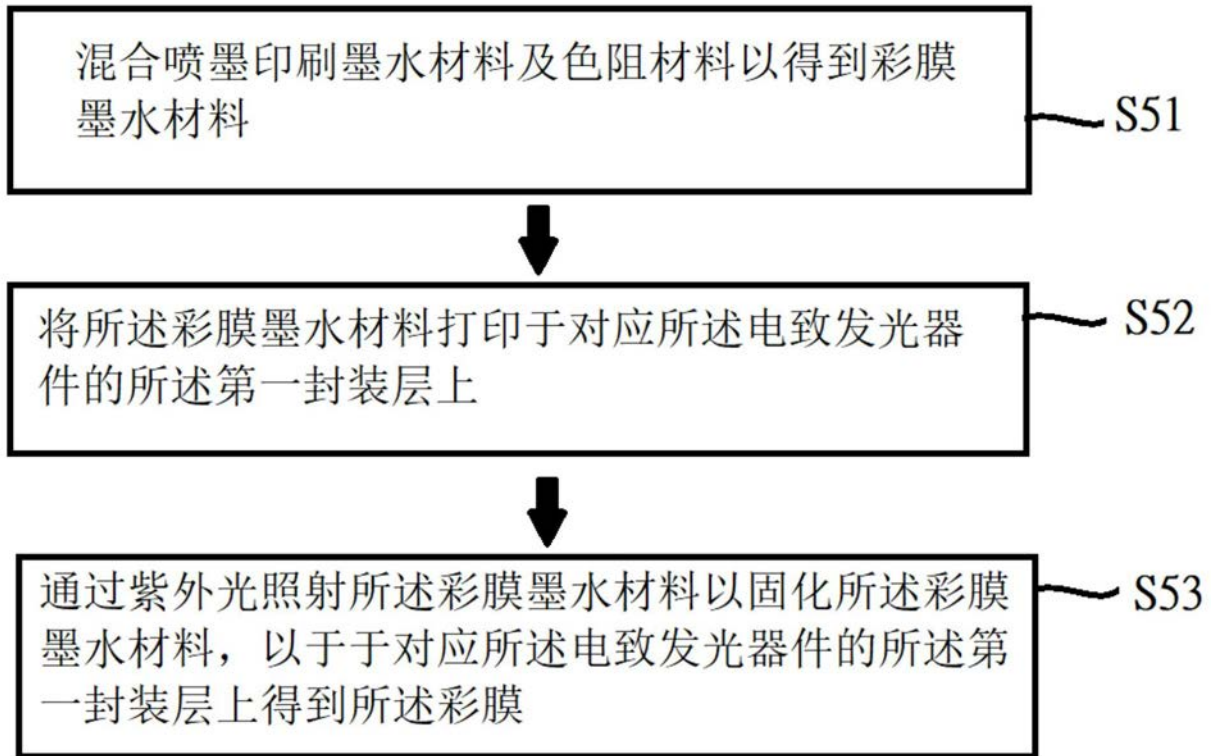 混合喷墨印刷墨水材料及色阻材料以得到彩膜
墨水材料
S51
将所述彩膜墨水材料打印于对应所述电致发光器
件的所述第一封装层上
S52
通过紫外光照射所述彩膜墨水材料以固化所述彩膜
墨水材料，以于于对应所述电致发光器件的所述第
一封装层上得到所述彩膜
S53